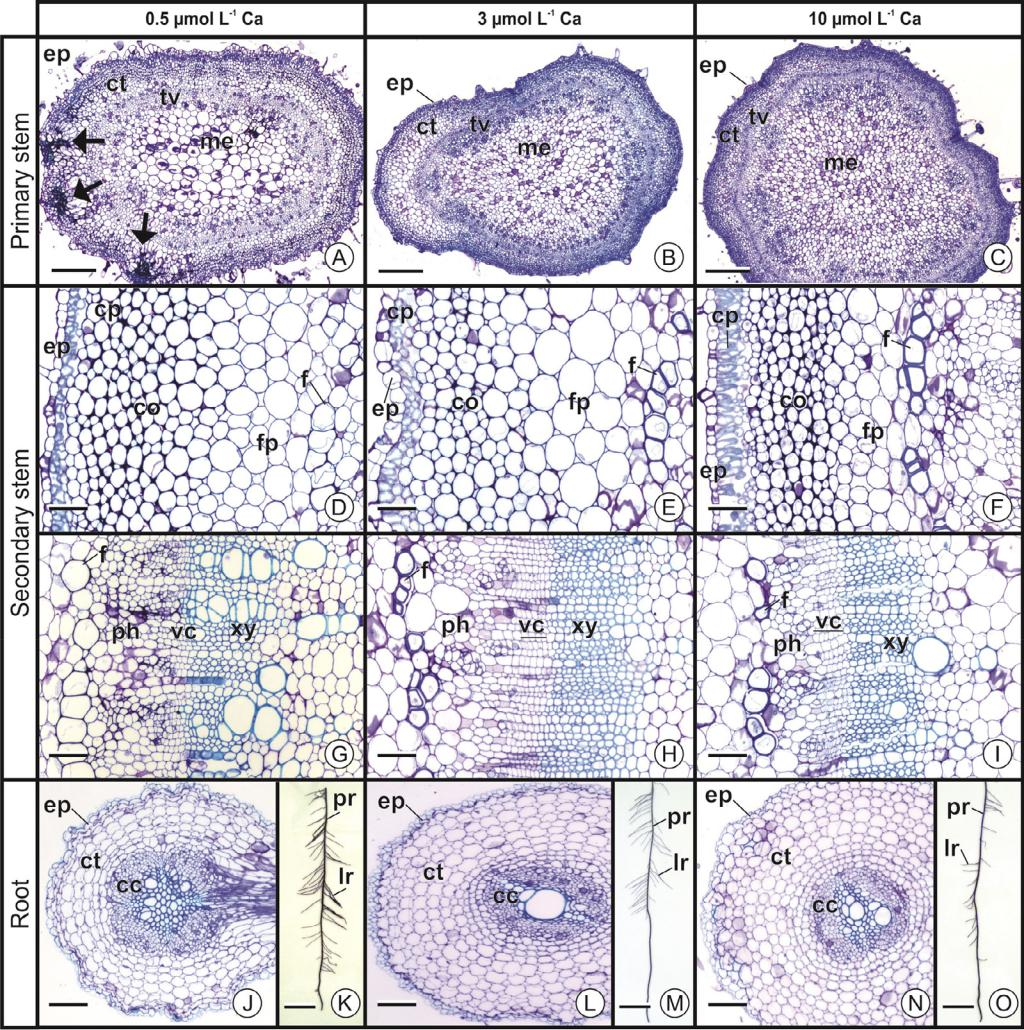 0.5 µmol L⁻¹ Ca
3 µmol L⁻¹ Ca
10 µmol L⁻¹ Ca
Primary stem
ep
ct
tv
me
A
ep
ct
tv
me
B
ep
ct
tv
me
C
Secondary stem
cp
ep
co
f
fp
D
cp
ep
co
f
fp
E
cp
f
co
fp
ep
F
f
ph
vc
xy
G
f
ph
vc
xy
H
f
ph
vc
xy
I
Root
ep
ct
cc
J
pr
lr
K
ep
ct
cc
L
pr
lr
M
ep
ct
cc
N
pr
lr
O